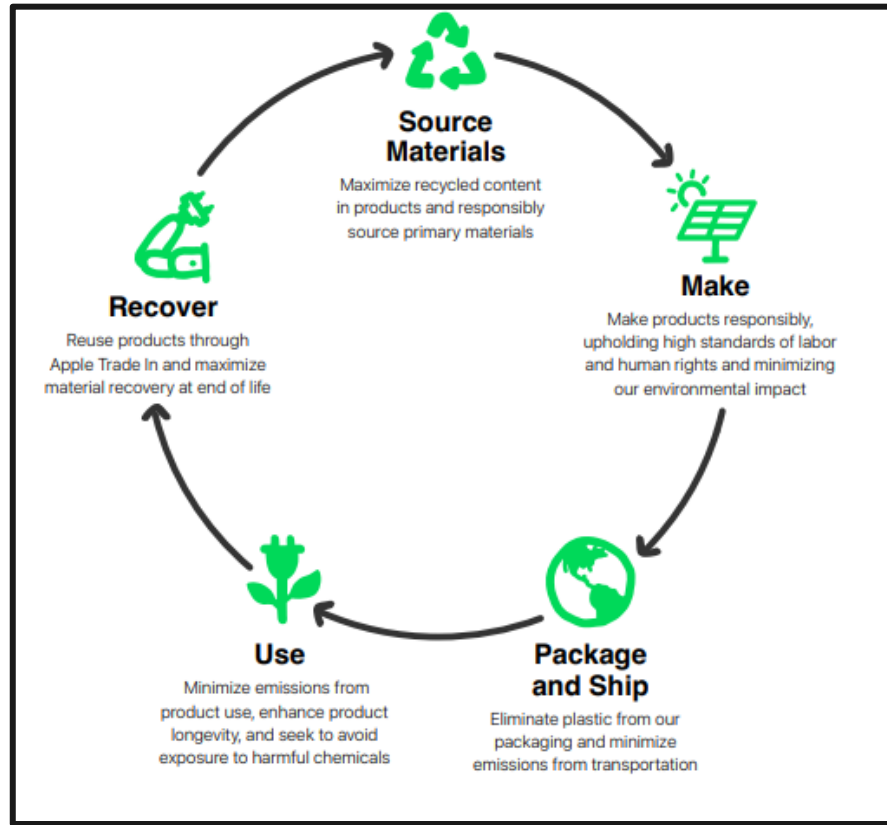 Source
Materials
Maximize recycled content
in products and responsibly
source primary materials
Make
Make products responsibly,
upholding high standards of labor
and human rights and minimizing
our environmental impact
Package
and Ship
Eliminate plastic from our
packaging and minimize
emissions from transportation
Use
Minimize emissions from
product use, enhance product
longevity, and seek to avoid
exposure to harmful chemicals
Recover
Reuse products through
Apple Trade In and maximize
material recovery at end of life